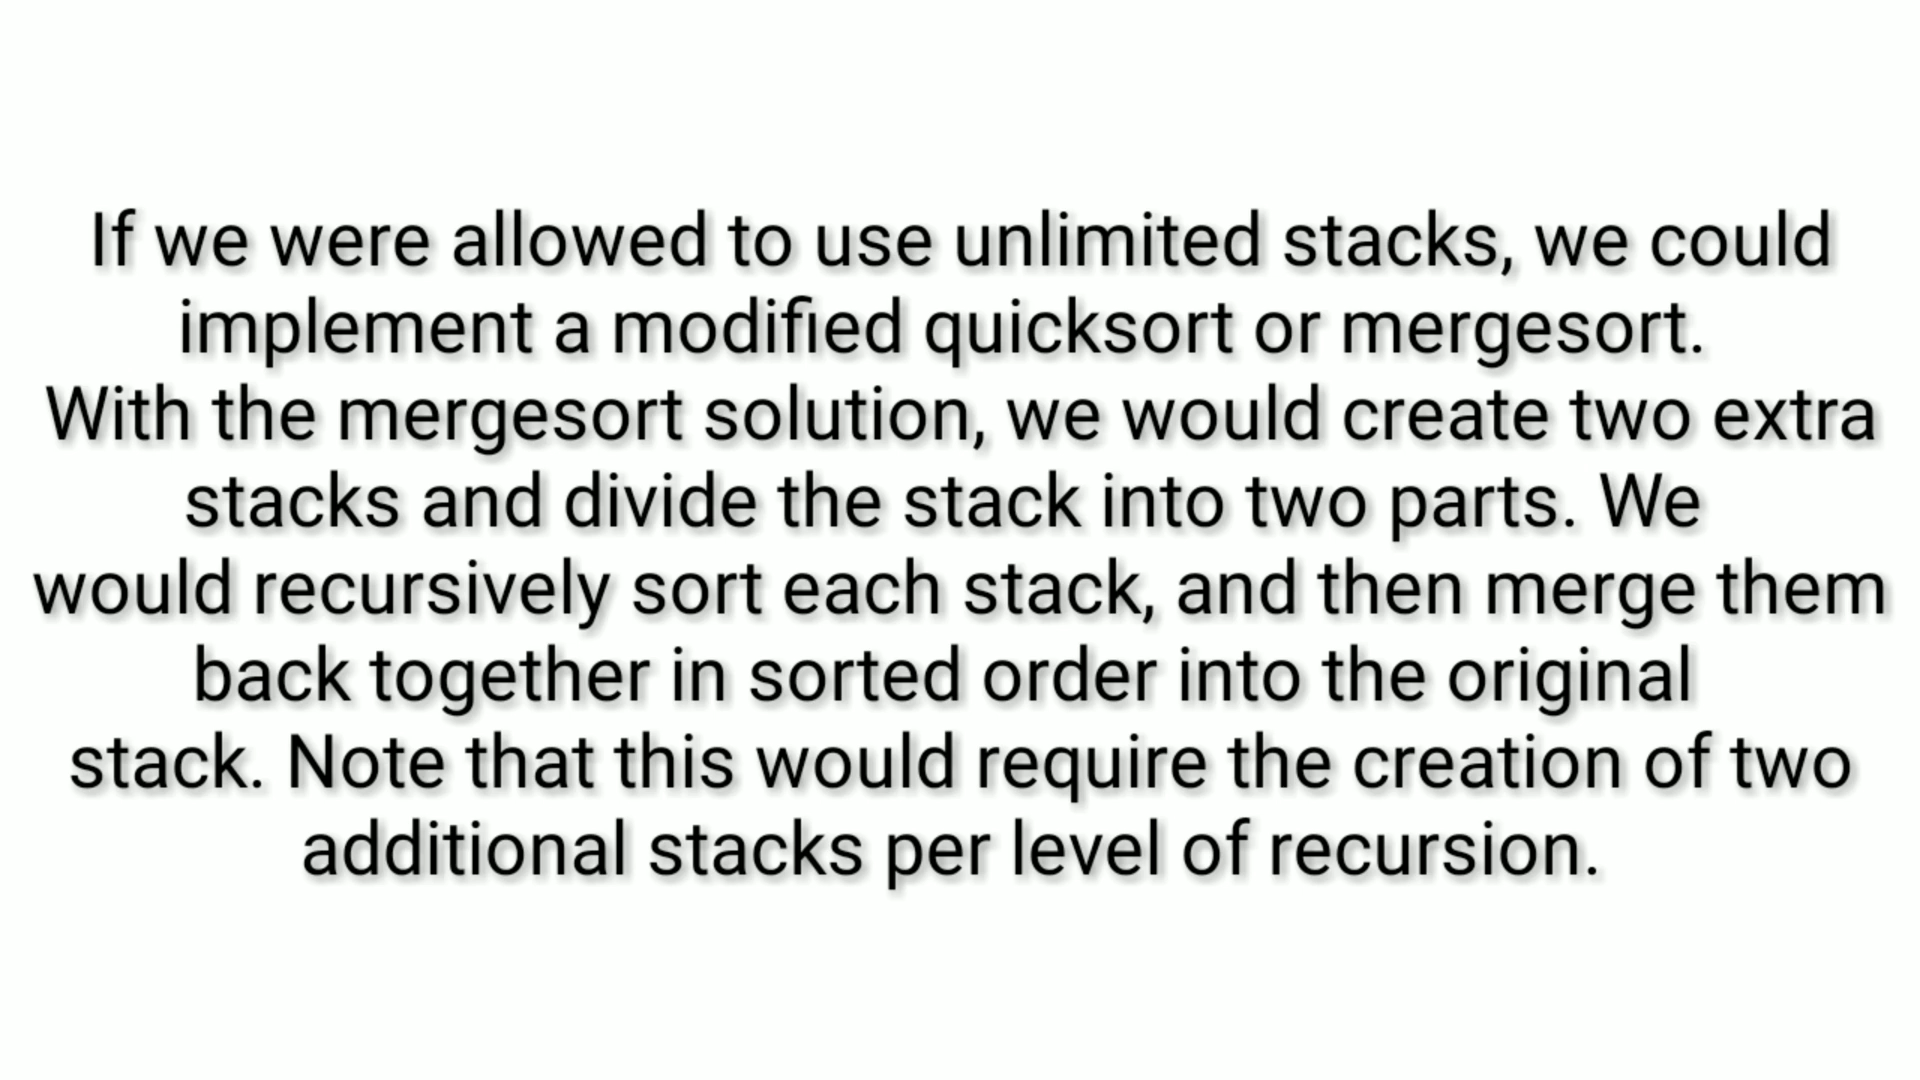 If we were allowed to use unlimited stacks, we could
implement a modified quicksort or mergesort.
With the mergesort solution, we would create two extra
stacks and divide the stack into two parts. We
would recursively sort each stack, and then merge them
back together in sorted order into the original
stack. Note that this would require the creation of two
additional stacks per level of recursion.